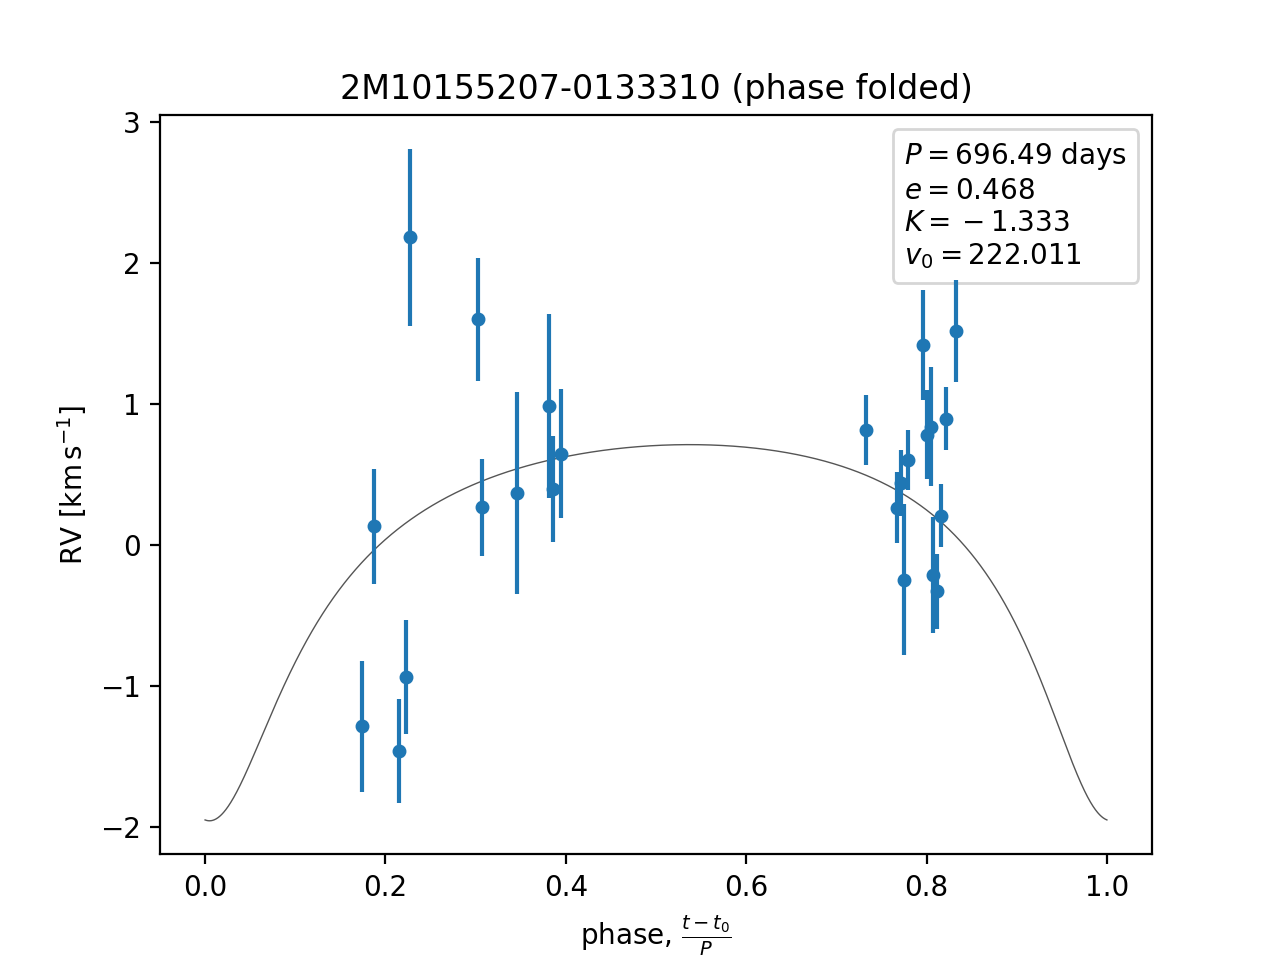 2M10155207-0133310 (phase folded)
P = 696.49 days
e = 0.468
K = −1.333
v₀ = 222.011
3
2
1
0
−1
−2
RV [km s⁻¹]
0.0 0.2 0.4 0.6 0.8 1.0
phase, (t − t₀)/P